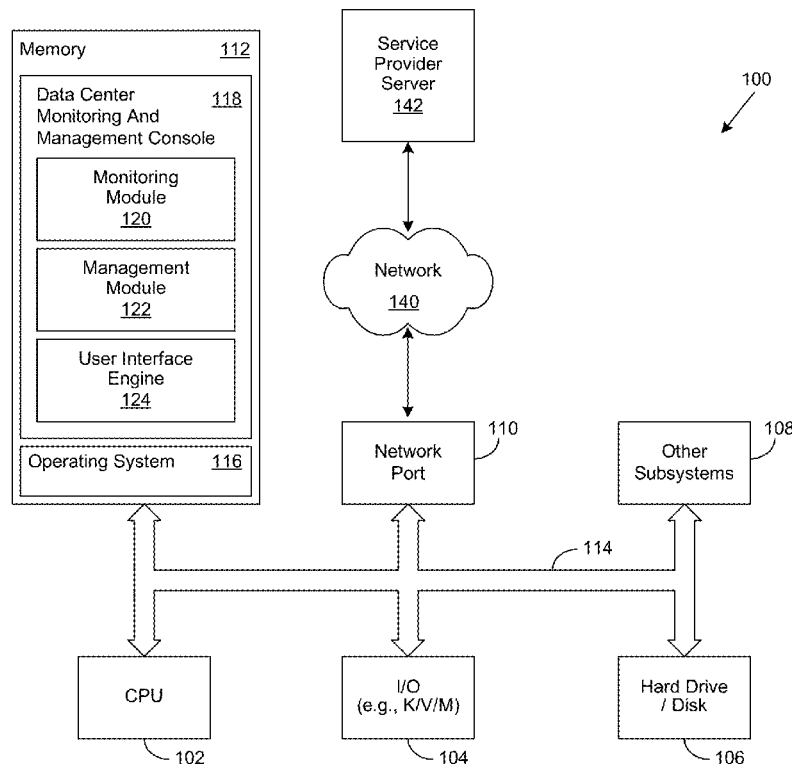 Memory 112
Data Center 118
Monitoring And
Management Console
Monitoring
Module
120
Management
Module
122
User Interface
Engine
124
Operating System 116
Service
Provider
Server
142
100
Network
140
Network
Port
110
Other
Subsystems
108
114
CPU
102
I/O
(e.g., K/V/M)
104
Hard Drive
/ Disk
106